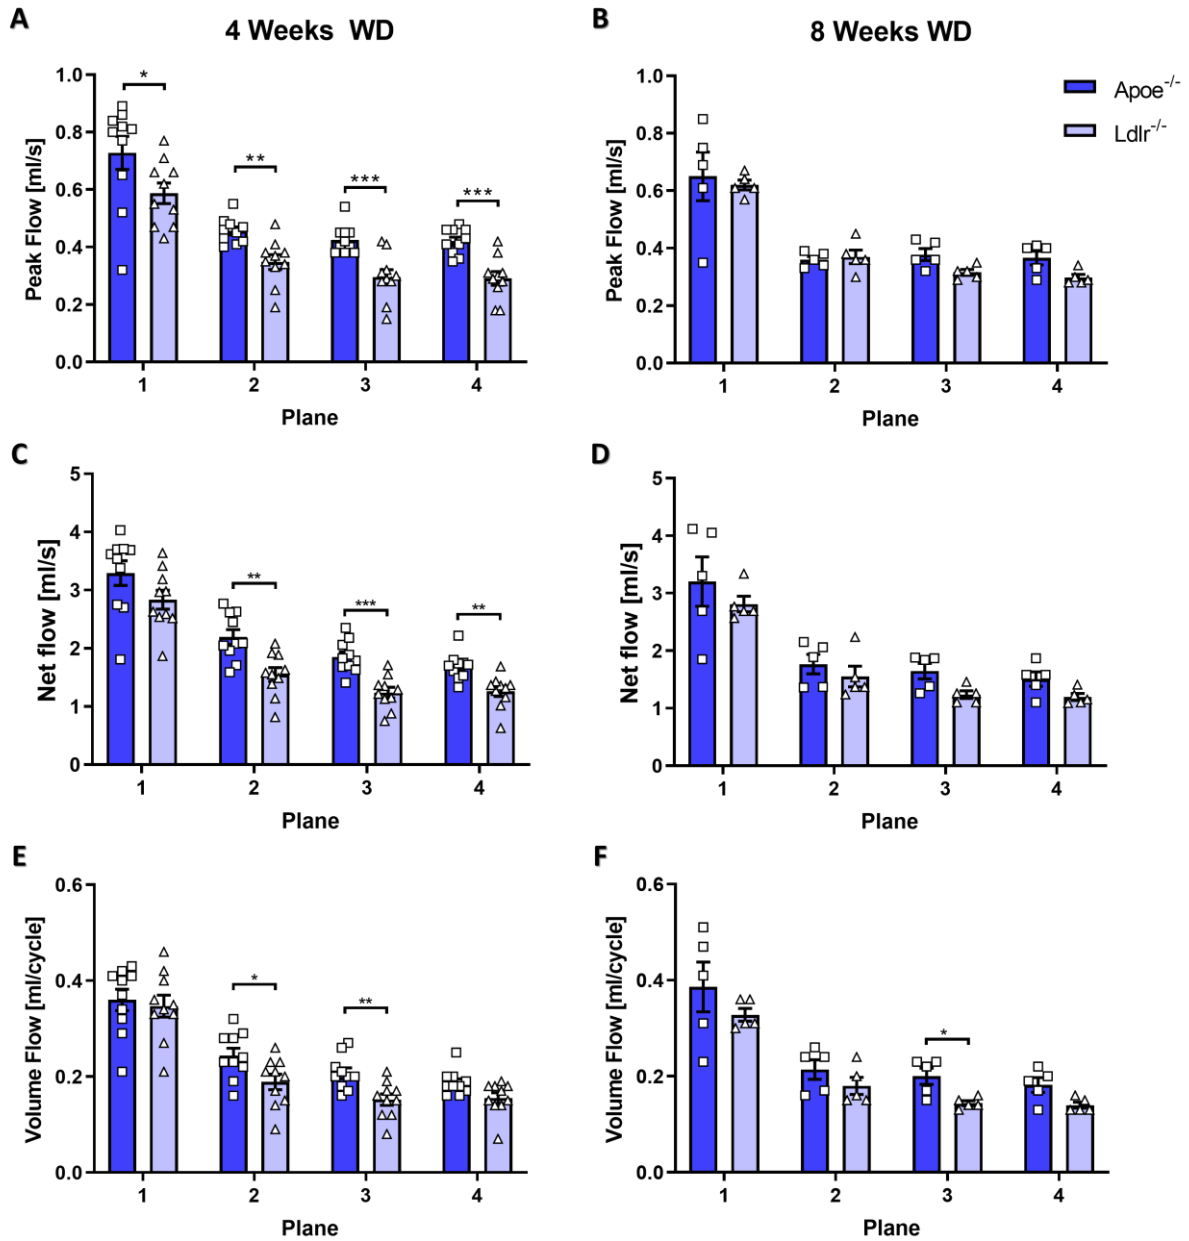 A
4 Weeks WD
B
8 Weeks WD
Apoe-/-
Ldlr-/-
Peak Flow [ml/s]
1.0
0.8
0.6
0.4
0.2
0.0
*
**
***
***
1 2 3 4
Plane
Peak Flow [ml/s]
1.0
0.8
0.6
0.4
0.2
0.0
1 2 3 4
Plane
C
Net flow [ml/s]
5
4
3
2
1
0
**
***
**
1 2 3 4
Plane
D
Net flow [ml/s]
5
4
3
2
1
0
1 2 3 4
Plane
E
Volume Flow [ml/cycle]
0.6
0.4
0.2
0.0
*
**
1 2 3 4
Plane
F
Volume Flow [ml/cycle]
0.6
0.4
0.2
0.0
*
1 2 3 4
Plane